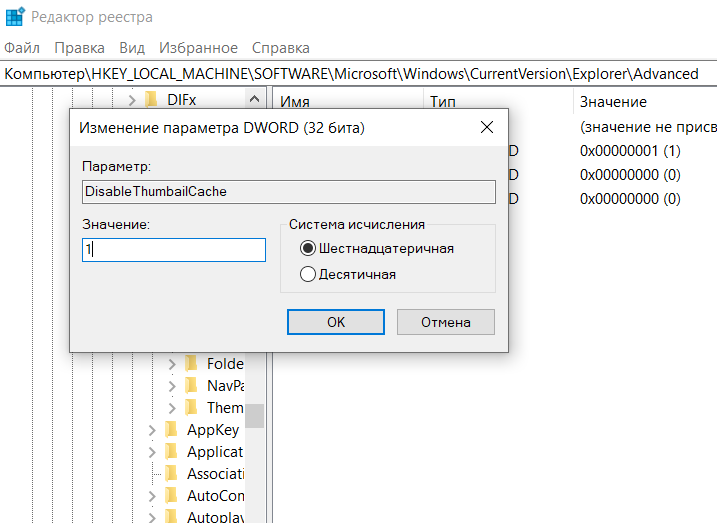 Редактор реестра
Файл Правка Вид Избранное Справка
Компьютер\HKEY_LOCAL_MACHINE\SOFTWARE\Microsoft\Windows\CurrentVersion\Explorer\Advanced
DIFx
Имя Тип Значение
(значение не присв
D 0x00000001 (1)
D 0x00000000 (0)
D 0x00000000 (0)
Изменение параметра DWORD (32 бита)
Параметр:
DisableThumbailCache
Значение:
1
Система исчисления
Шестнадцатеричная
Десятичная
OK Отмена
Folde
NavPa
Them
AppKey
Applicat
Associati
AutoCom
Autoplay